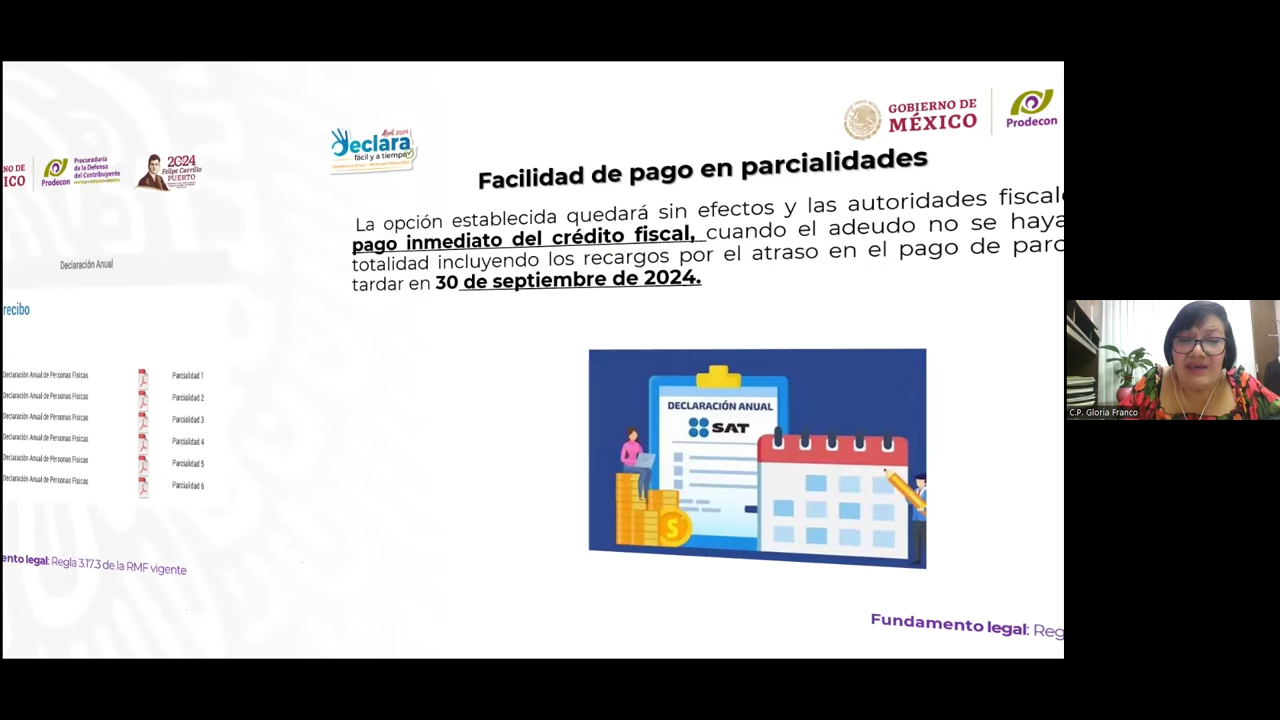 NO DE
ICO
Prodecon
Procuraduría
de la Defensa
del Contribuyente
2024
Felipe Carrillo
PUERTO
Declaración Anual
recibo
Declaración Anual de Personas Físicas Parcialidad 1
Declaración Anual de Personas Físicas Parcialidad 2
Declaración Anual de Personas Físicas Parcialidad 3
Declaración Anual de Personas Físicas Parcialidad 4
Declaración Anual de Personas Físicas Parcialidad 5
Declaración Anual de Personas Físicas Parcialidad 6
ento legal: Regla 3.17.3 de la RMF vigente
Abril, 2024
Declara
fácil y a tiempo
GOBIERNO DE
MÉXICO
Prodecon
Facilidad de pago en parcialidades
La opción establecida quedará sin efectos y las autoridades fiscale
pago inmediato del crédito fiscal, cuando el adeudo no se haya
totalidad incluyendo los recargos por el atraso en el pago de parc
tardar en 30 de septiembre de 2024.
DECLARACIÓN ANUAL
SAT
$
Fundamento legal: Reg
C.P. Gloria Franco